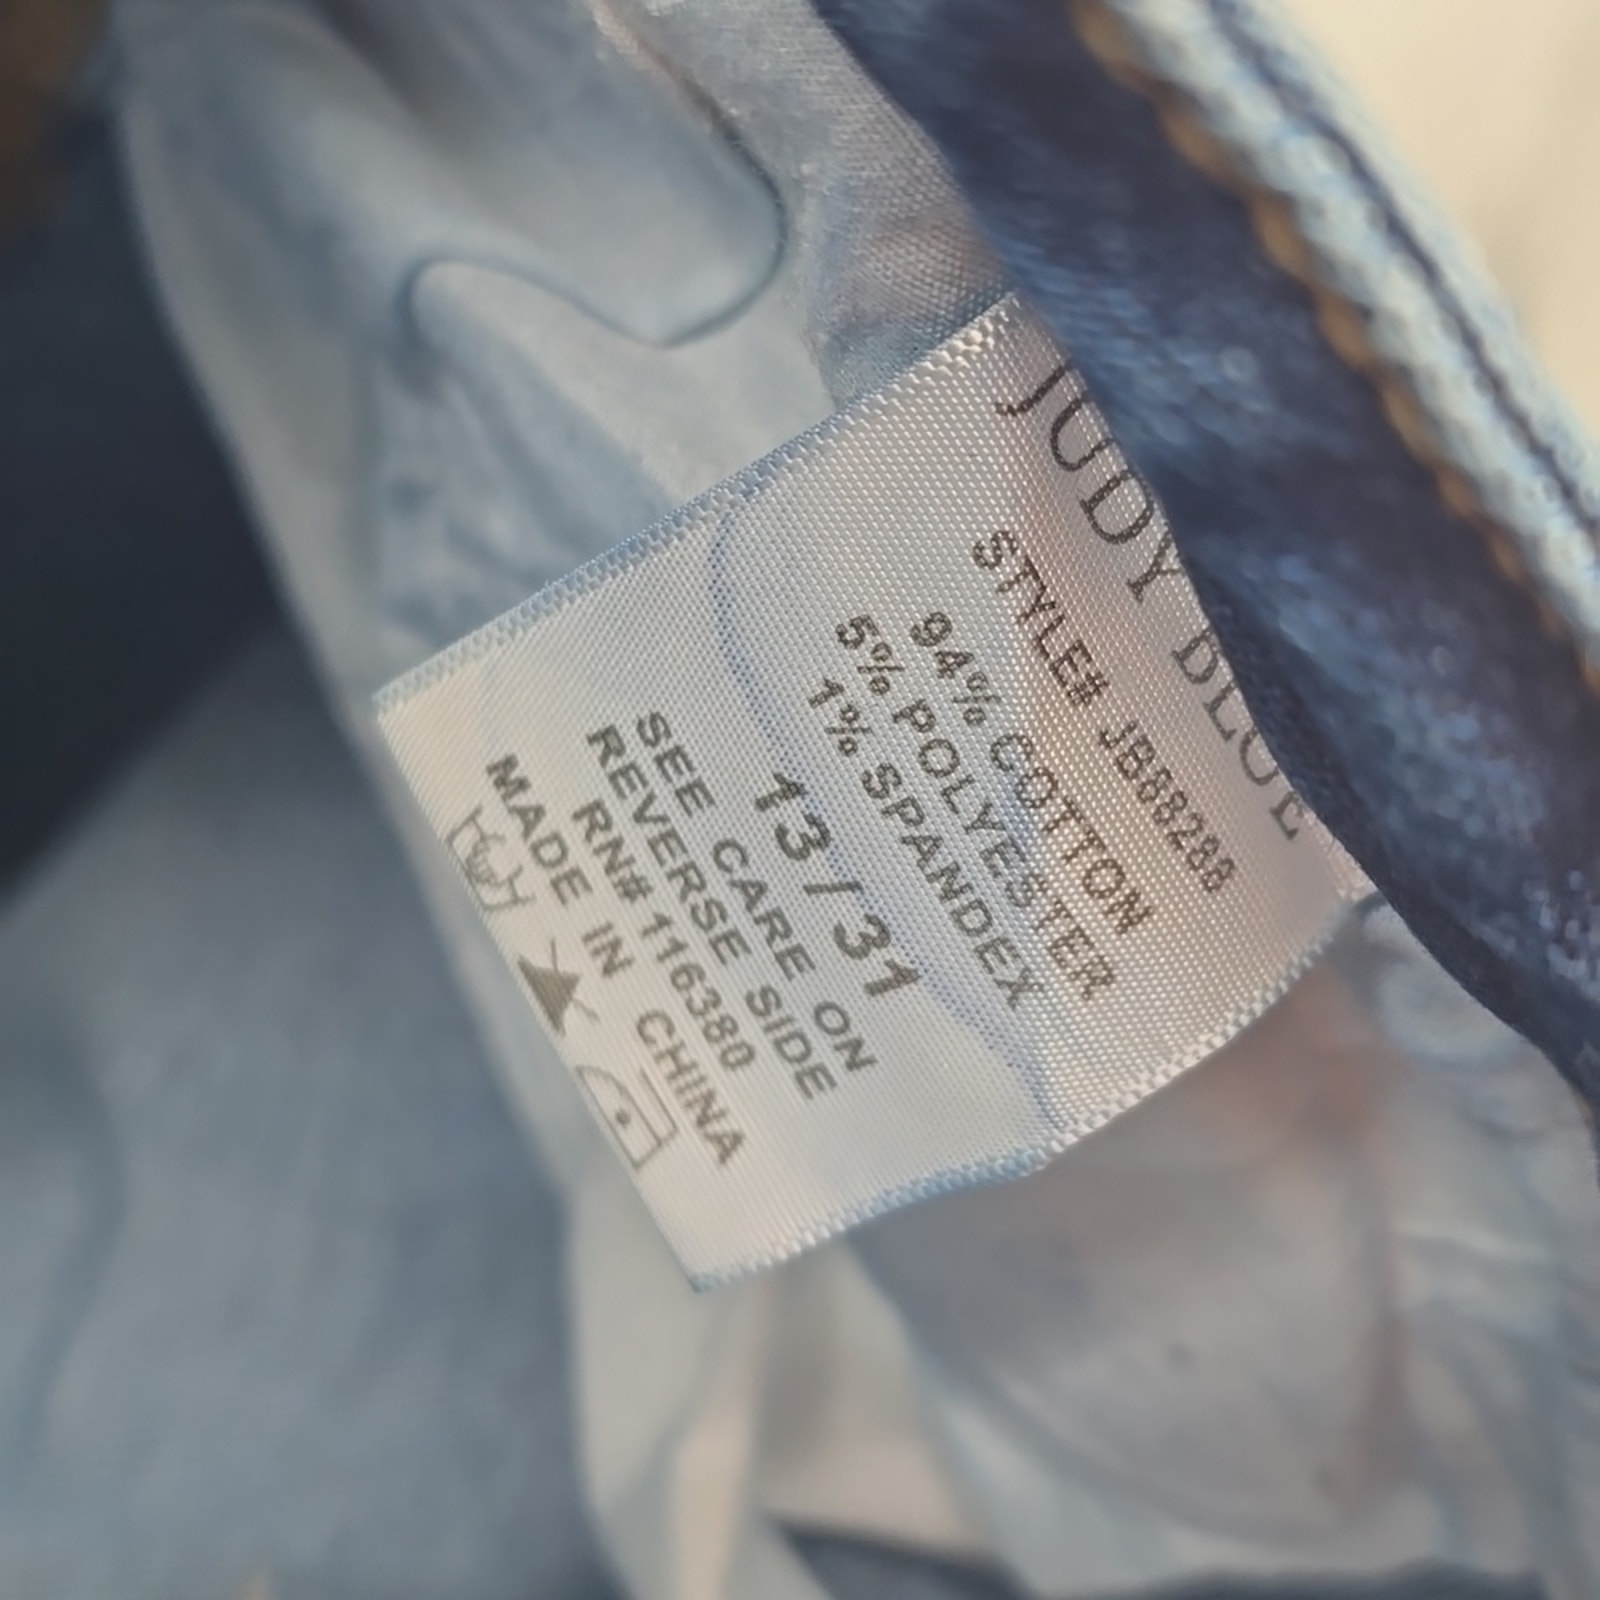 JUDY BLUE
STYLE# JB88288
94% COTTON
5% POLYESTER
1% SPANDEX
13/31
SEE CARE ON
REVERSE SIDE
RN# 116380
MADE IN CHINA